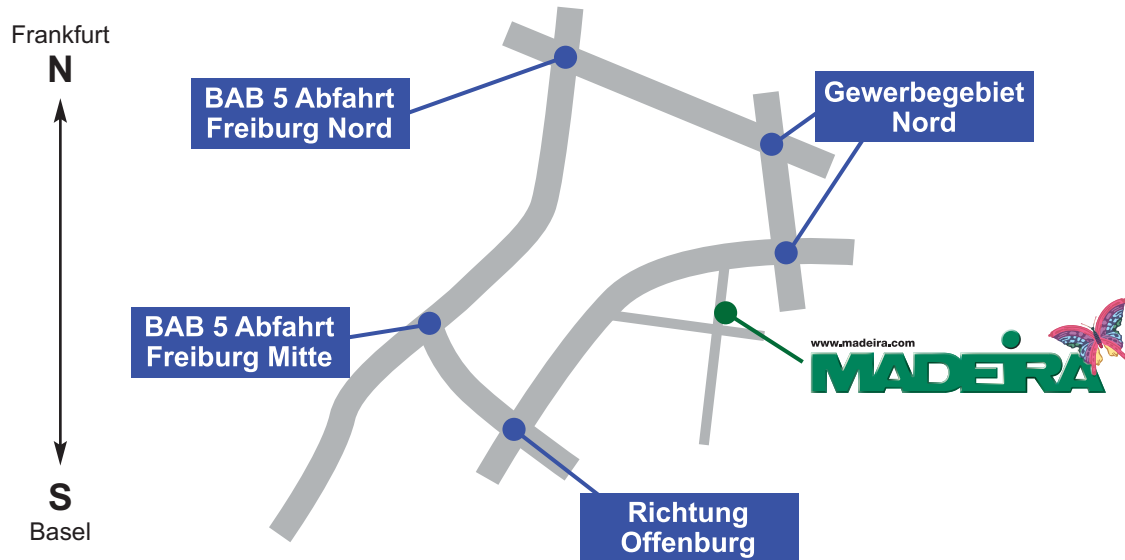 Frankfurt
N
BAB 5 Abfahrt
Freiburg Nord
Gewerbegebiet
Nord
BAB 5 Abfahrt
Freiburg Mitte
www.madeira.com
MADEIRA
S
Basel
Richtung
Offenburg